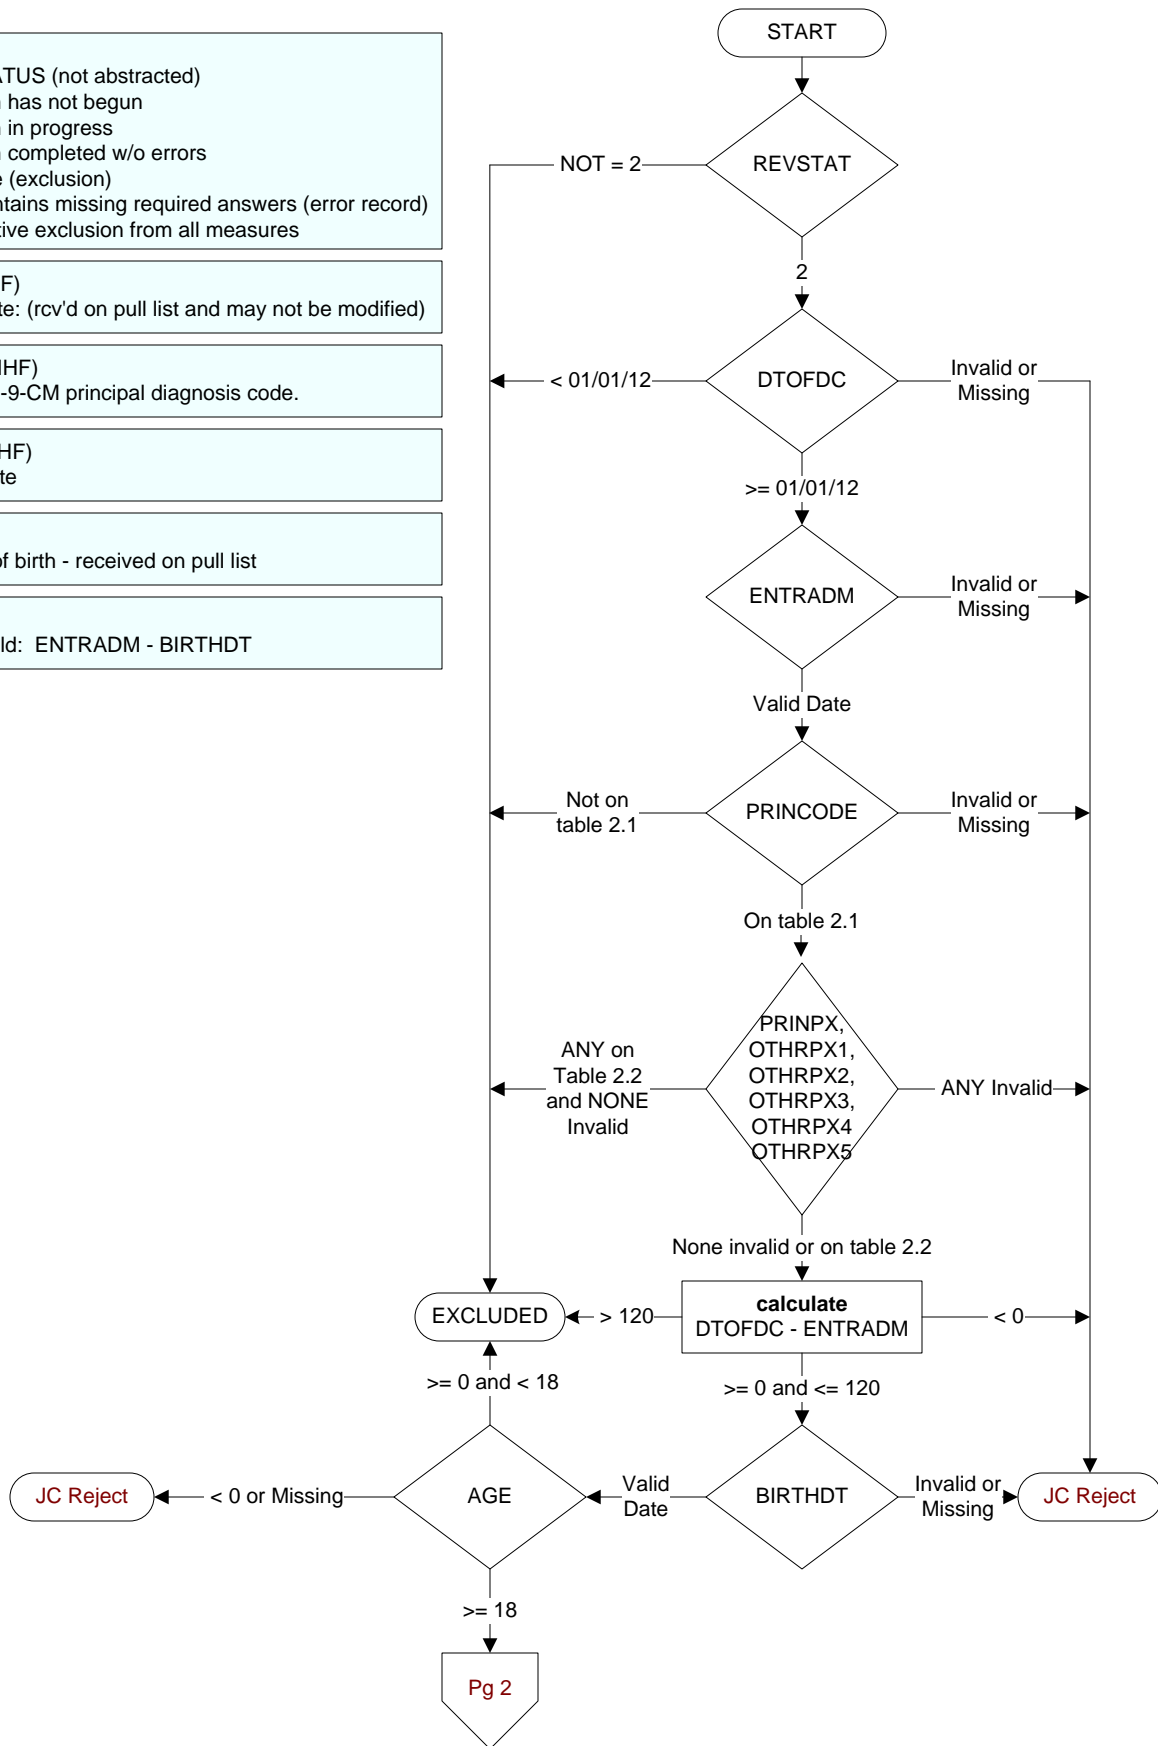 START
ATUS (not abstracted)
has not begun
in progress
completed w/o errors
(exclusion)
ntains missing required answers (error record)
tive exclusion from all measures
F)
te: (rcv'd on pull list and may not be modified)
HF)
-9-CM principal diagnosis code.
HF)
te
of birth - received on pull list
ld: ENTRADM - BIRTHDT
REVSTAT
NOT = 2
2
DTOFDC
< 01/01/12
Invalid or
Missing
>= 01/01/12
ENTRADM
Invalid or
Missing
Valid Date
PRINCODE
Not on
table 2.1
Invalid or
Missing
On table 2.1
PRINPX,
OTHRPX1,
OTHRPX2,
OTHRPX3,
OTHRPX4
OTHRPX5
ANY on
Table 2.2
and NONE
Invalid
ANY Invalid
None invalid or on table 2.2
calculate
DTOFDC - ENTRADM
EXCLUDED
> 120
< 0
>= 0 and < 18
>= 0 and <= 120
BIRTHDT
Valid
Date
Invalid or
Missing
JC Reject
AGE
< 0 or Missing
JC Reject
>= 18
Pg 2